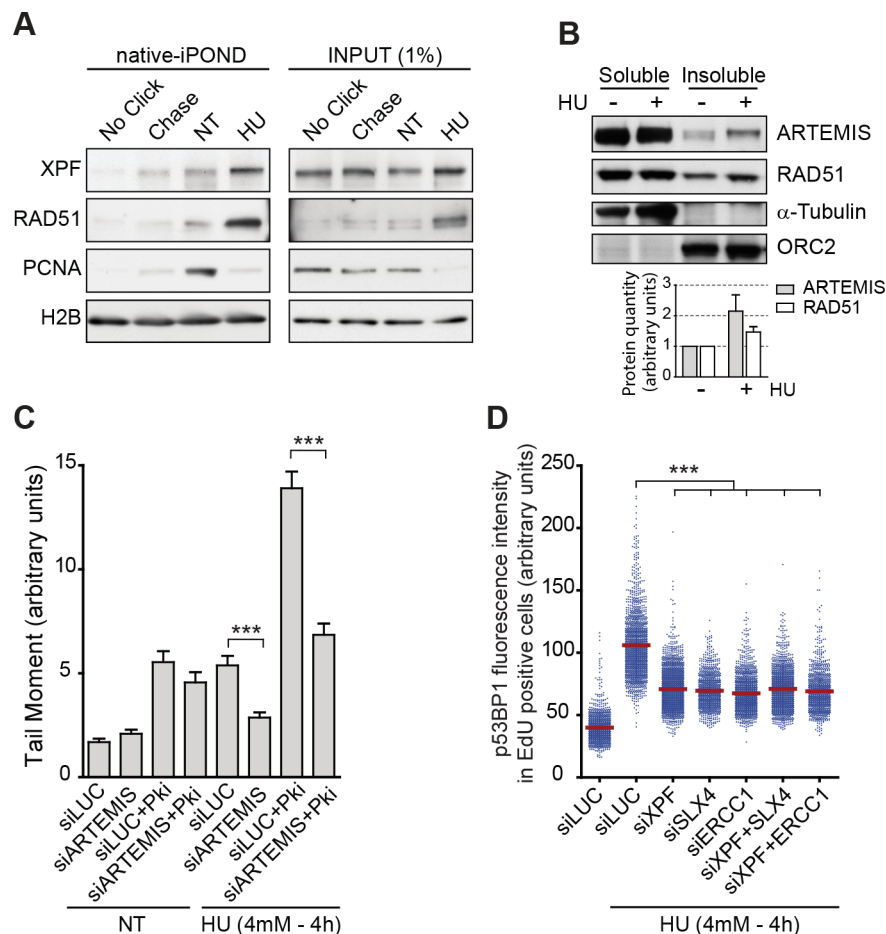 A
native-iPOND INPUT (1%)
No Click Chase NT HU No Click Chase NT HU
XPF
RAD51
PCNA
H2B
B
Soluble Insoluble
HU - + - +
ARTEMIS
RAD51
α-Tubulin
ORC2
Protein quantity
(arbitrary units)
3
2
1
0
- + HU
ARTEMIS
RAD51
C
Tail Moment (arbitrary units)
15
10
5
0
***
***
siLUC
siARTEMIS
siLUC+Pki
siARTEMIS+Pki
siLUC
siARTEMIS
siLUC+Pki
siARTEMIS+Pki
NT HU (4mM - 4h)
D
p53BP1 fluorescence intensity
in EdU positive cells (arbitrary units)
250
200
150
100
50
0
***
siLUC
siLUC
siXPF
siSLX4
siERCC1
siXPF+SLX4
siXPF+ERCC1
HU (4mM - 4h)